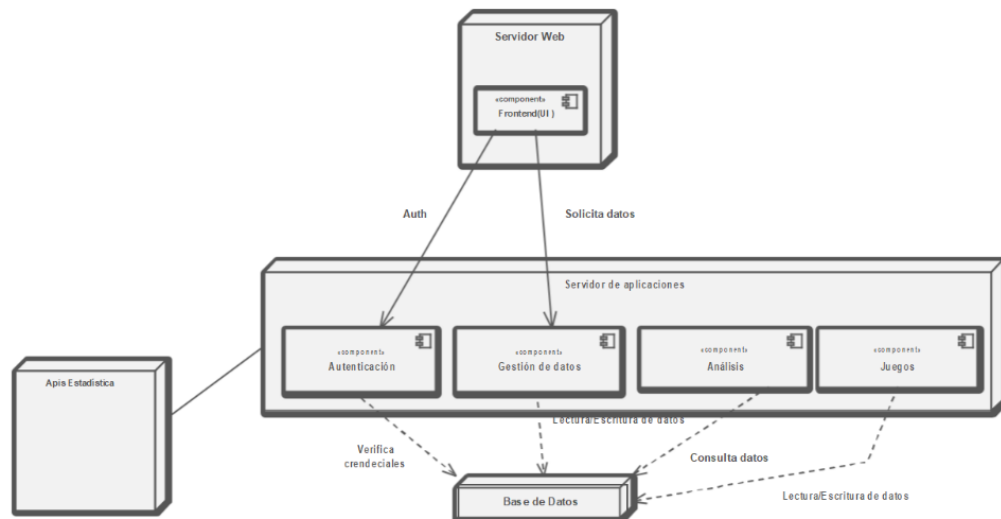 Servidor Web
«component»
Frontend(UI )
Auth
Solicita datos
Servidor de aplicaciones
«component»
Autenticación
«component»
Gestión de datos
«component»
Análisis
«component»
Juegos
Apis Estadistica
Lectura/Escritura de datos
Verifica
crendeciales
Consulta datos
Lectura/Escritura de datos
Base de Datos